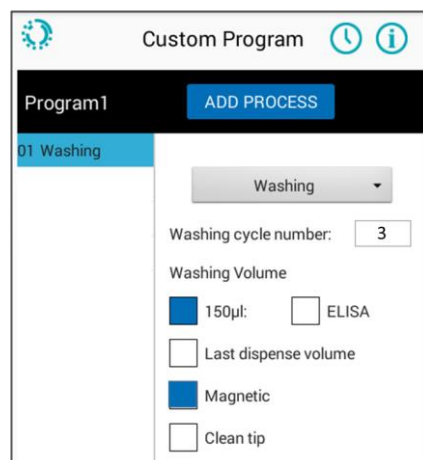 Custom Program
Program1 ADD PROCESS
01 Washing
Washing
Washing cycle number: 3
Washing Volume
150µl: ELISA
Last dispense volume
Magnetic
Clean tip